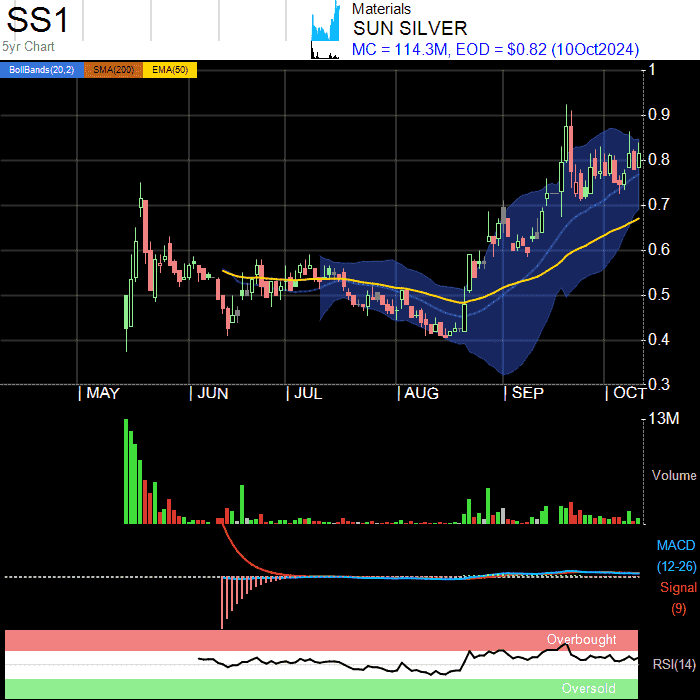 SS1
Materials
SUN SILVER
5yr Chart
MC = 114.3M, EOD = $0.82 (10Oct2024)
BollBands(20,2) SMA(200) EMA(50)
1
0.9
0.8
0.7
0.6
0.5
0.4
0.3
| MAY | JUN | JUL | AUG | SEP | OCT
13M
Volume
MACD
(12-26)
Signal
(9)
Overbought
RSI(14)
Oversold